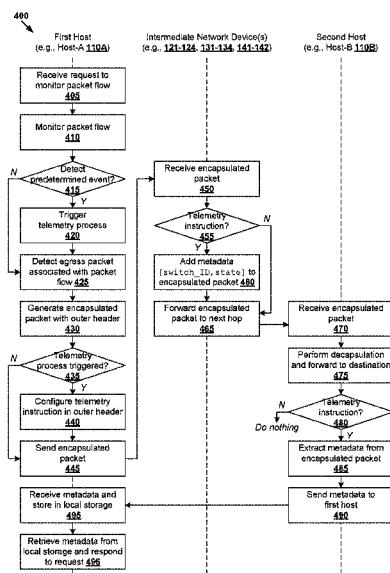 400
First Host
(e.g., Host-A 110A)
Intermediate Network Device(s)
(e.g., 121-124, 131-134, 141-142)
Second Host
(e.g., Host-B 110B)
Receive request to
monitor packet flow
405
Monitor packet flow
410
Detect
predetermined event?
415
N
Y
Trigger
telemetry process
420
Detect egress packet
associated with packet
flow 425
Generate encapsulated
packet with outer header
430
Telemetry
process triggered?
435
N
Y
Configure telemetry
instruction in outer header
440
Send encapsulated
packet
445
Receive metadata and
store in local storage
495
Retrieve metadata from
local storage and respond
to request 496
Receive encapsulated
packet
450
Telemetry
instruction?
455
N
Y
Add metadata
[switch_ID,state] to
encapsulated packet 460
Forward encapsulated
packet to next hop
465
Receive encapsulated
packet
470
Perform decapsulation
and forward to destination
475
Telemetry
instruction?
480
N
Do nothing
Y
Extract metadata from
encapsulated packet
485
Send metadata to
first host
490